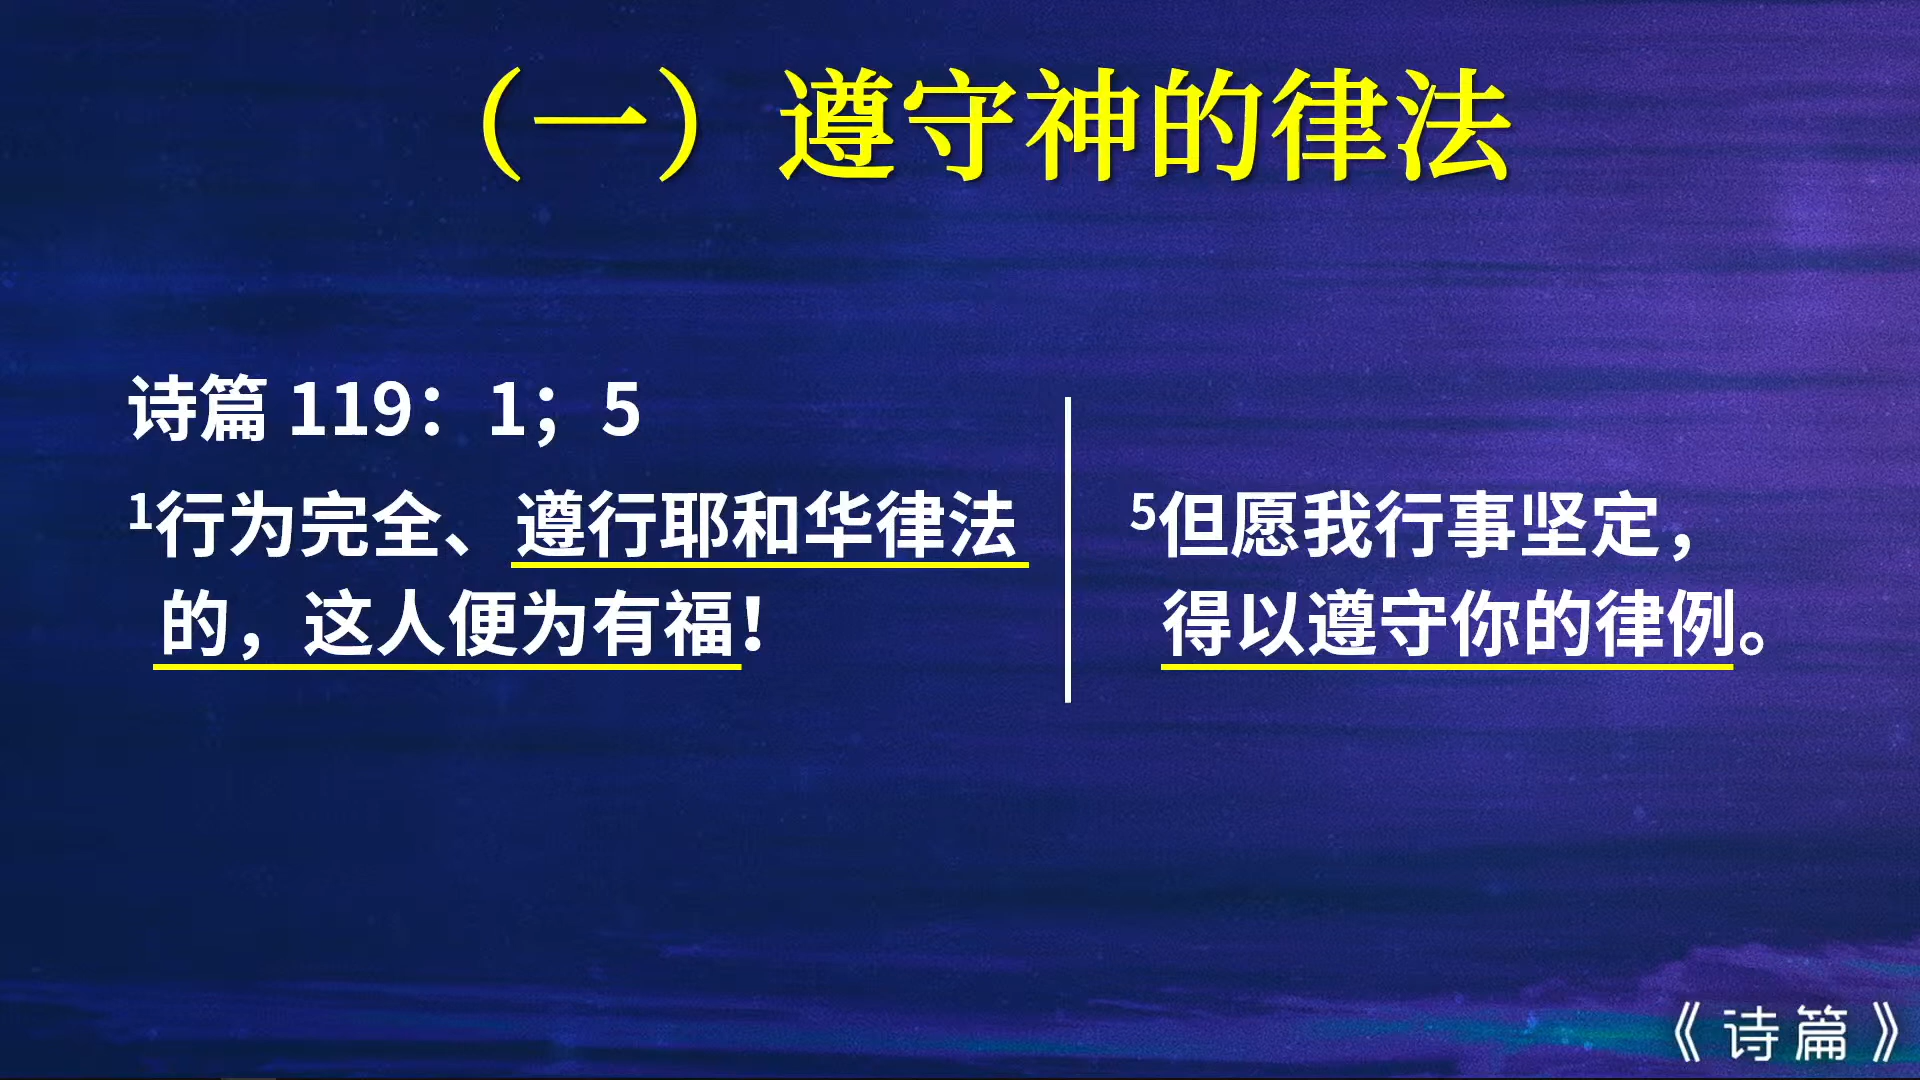 （一）遵守神的律法
诗篇 119：1；5
1行为完全、遵行耶和华律法
的，这人便为有福！
5但愿我行事坚定，
得以遵守你的律例。
《诗篇》